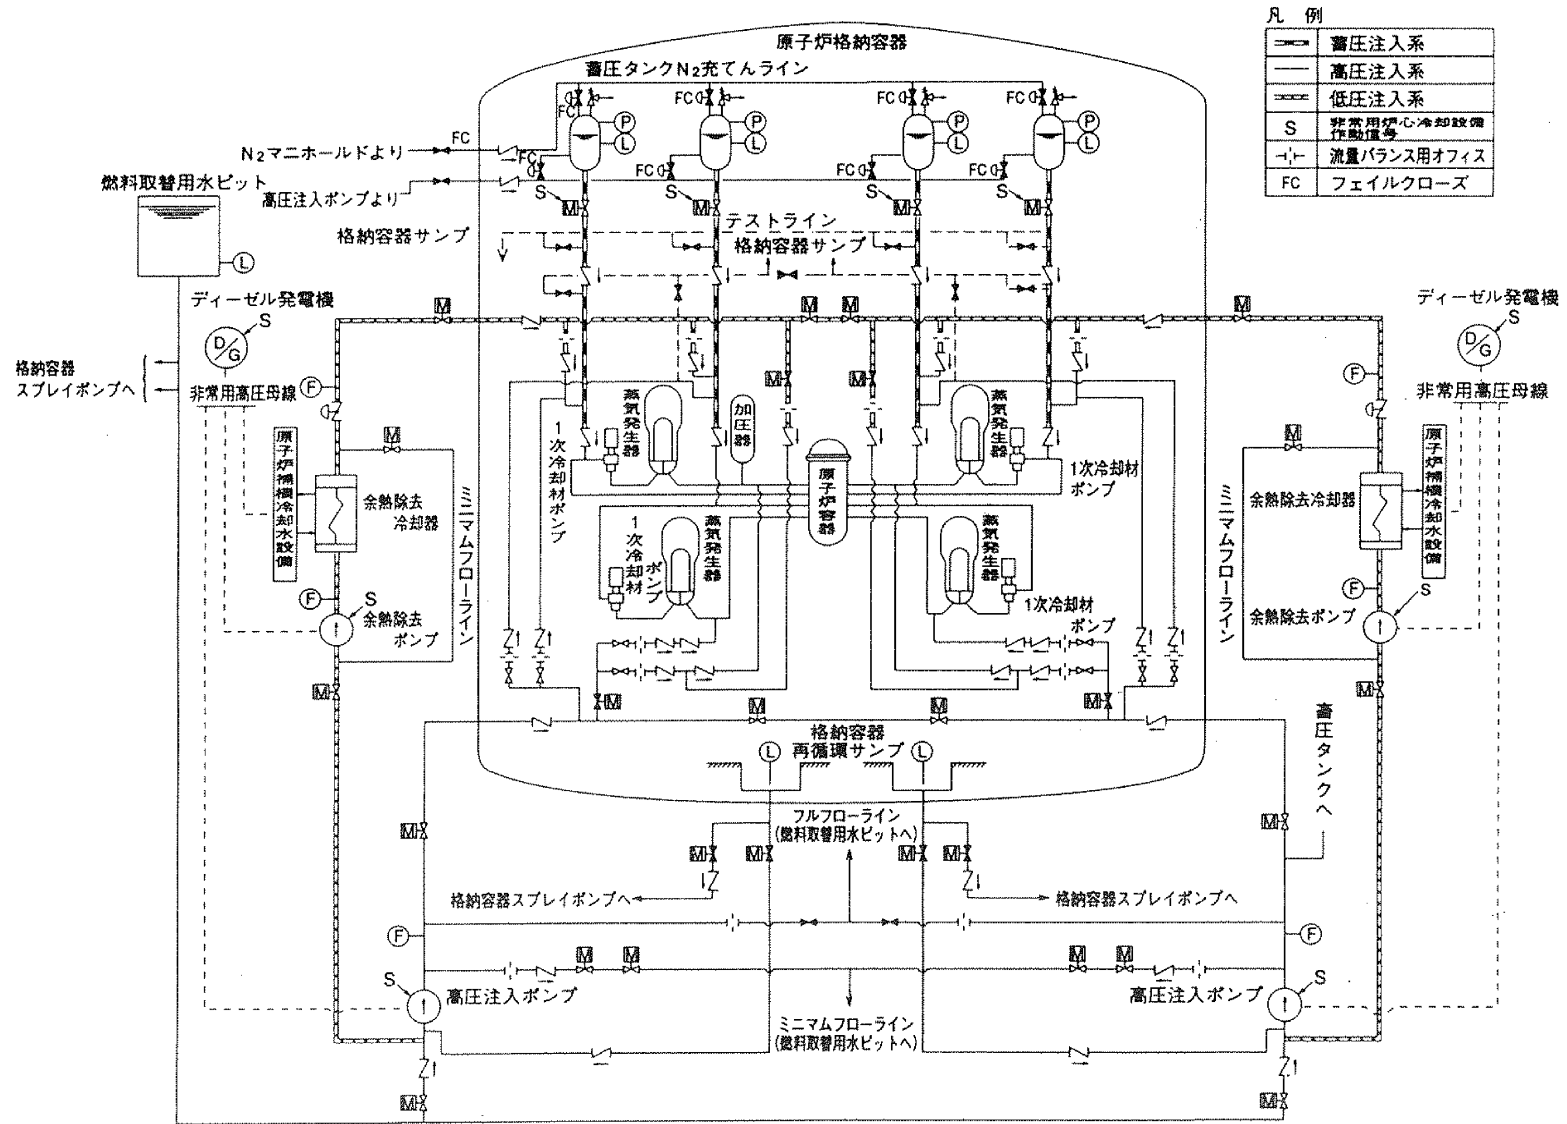 凡 例
蓄圧注入系
高圧注入系
低圧注入系
S
非常用炉心冷却設備
作動信号
流量バランス用オフィス
FC
フェイルクローズ
原子炉格納容器
蓄圧タンクN₂充てんライン
FC
FC
FC
FC
FC
P
L
P
L
P
L
P
L
FC
N₂マニホールドより
FC
FC
FC
FC
燃料取替用水ピット
高圧注入ポンプより
S
S
S
S
M
M
M
M
テストライン
格納容器サンプ
格納容器サンプ
L
ディーゼル発電機
S
D/G
M
M
M
M
ディーゼル発電機
S
D/G
格納容器
スプレイポンプへ
F
非常用高圧母線
M
M
F
非常用高圧母線
M
原子炉補機冷却水設備
余熱除去
冷却器
ミニマムフローライン
1次冷却材ポンプ
蒸気発生器
加圧器
原子炉容器
蒸気発生器
1次冷却材
ポンプ
ミニマムフローライン
M
余熱除去冷却器
原子炉補機冷却水設備
1次冷却材
ポンプ
蒸気発生器
蒸気発生器
1次冷却材
ポンプ
F
S
余熱除去
ポンプ
F
S
余熱除去ポンプ
M
M
M
M
M
M
格納容器
再循環サンプ
L
L
蓄圧タンクへ
フルフローライン
(燃料取替用水ピットへ)
M
M
M
M
M
M
格納容器スプレイポンプへ
格納容器スプレイポンプへ
F
F
M
M
M
M
S
高圧注入ポンプ
高圧注入ポンプ
S
ミニマムフローライン
(燃料取替用水ピットへ)
M
M